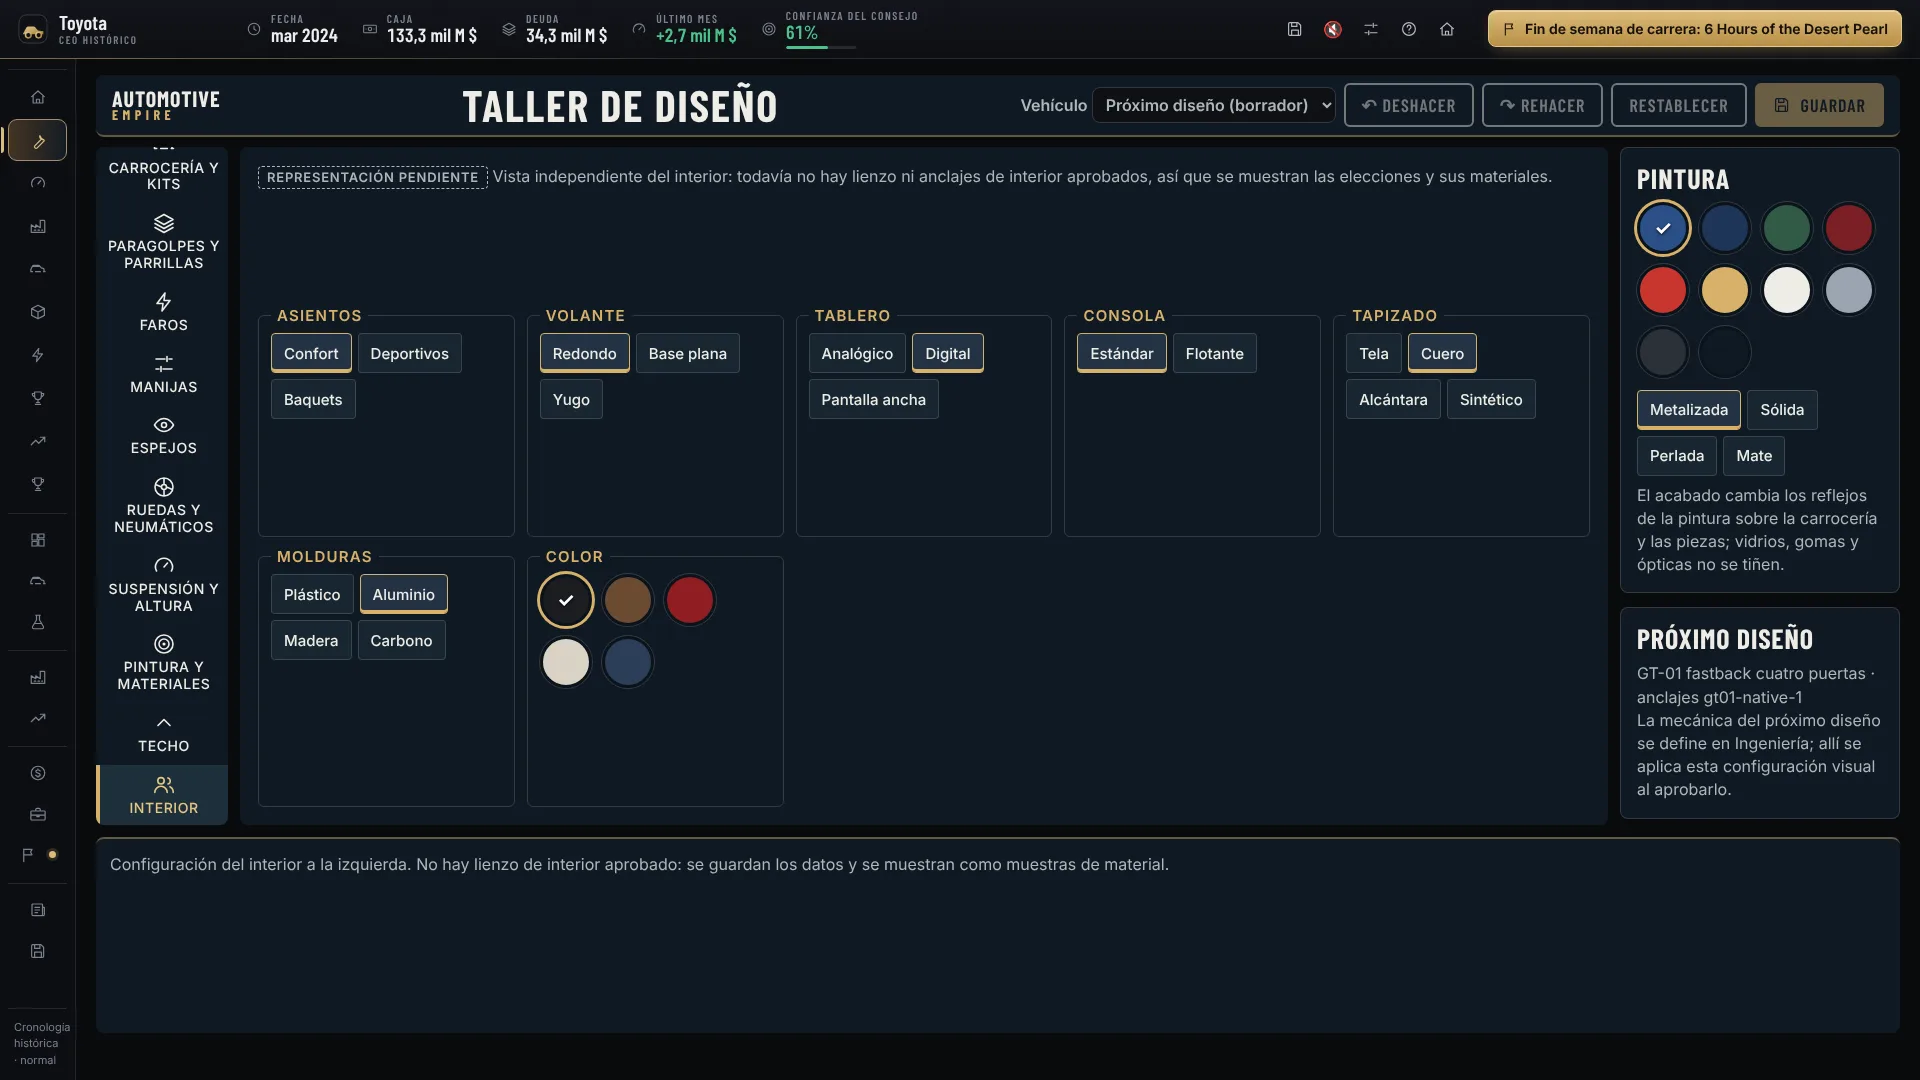 Toyota
CEO HISTÓRICO
FECHA
mar 2024
CAJA
133,3 mil M $
DEUDA
34,3 mil M $
ÚLTIMO MES
+2,7 mil M $
CONFIANZA DEL CONSEJO
61%
Fin de semana de carrera: 6 Hours of the Desert Pearl
AUTOMOTIVE
EMPIRE
TALLER DE DISEÑO
Vehículo
Próximo diseño (borrador)
DESHACER
REHACER
RESTABLECER
GUARDAR
CARROCERÍA Y
KITS
PARAGOLPES Y
PARRILLAS
FAROS
MANIJAS
ESPEJOS
RUEDAS Y
NEUMÁTICOS
SUSPENSIÓN Y
ALTURA
PINTURA Y
MATERIALES
TECHO
INTERIOR
REPRESENTACIÓN PENDIENTE Vista independiente del interior: todavía no hay lienzo ni anclajes de interior aprobados, así que se muestran las elecciones y sus materiales.
ASIENTOS
Confort
Deportivos
Baquets
VOLANTE
Redondo
Base plana
Yugo
TABLERO
Analógico
Digital
Pantalla ancha
CONSOLA
Estándar
Flotante
TAPIZADO
Tela
Cuero
Alcántara
Sintético
MOLDURAS
Plástico
Aluminio
Madera
Carbono
COLOR
PINTURA
Metalizada
Sólida
Perlada
Mate
El acabado cambia los reflejos
de la pintura sobre la carrocería
y las piezas; vidrios, gomas y
ópticas no se tiñen.
PRÓXIMO DISEÑO
GT-01 fastback cuatro puertas ·
anclajes gt01-native-1
La mecánica del próximo diseño
se define en Ingeniería; allí se
aplica esta configuración visual
al aprobarlo.
Configuración del interior a la izquierda. No hay lienzo de interior aprobado: se guardan los datos y se muestran como muestras de material.
Cronología
histórica
· normal